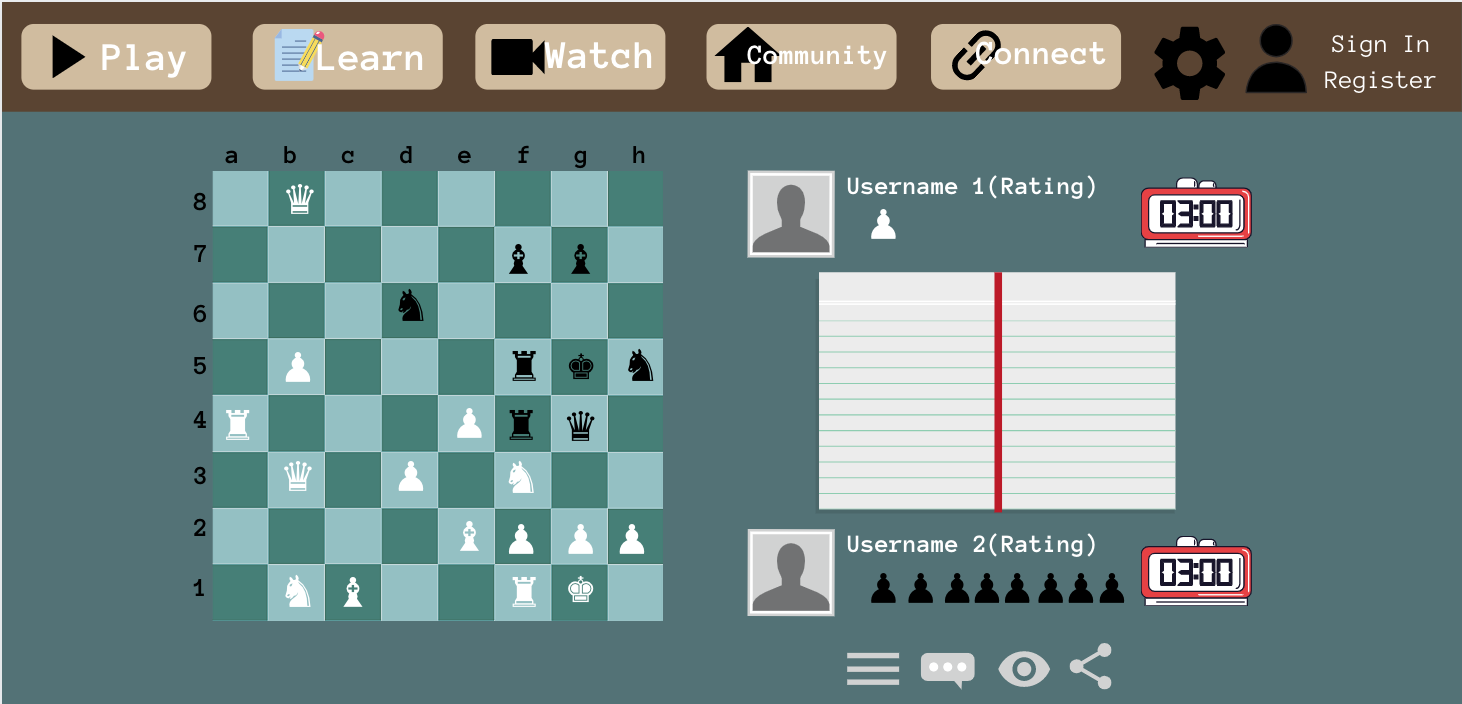 Play
Learn
Watch
Community
Connect
Sign In
Register
a b c d e f g h
8
7
6
5
4
3
2
1
Username 1(Rating)
03:00
Username 2(Rating)
03:00